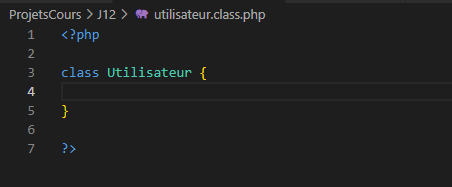 ProjetsCours > J12 > utilisateur.class.php
1 <?php
2
3 class Utilisateur {
4
5 }
6
7 ?>